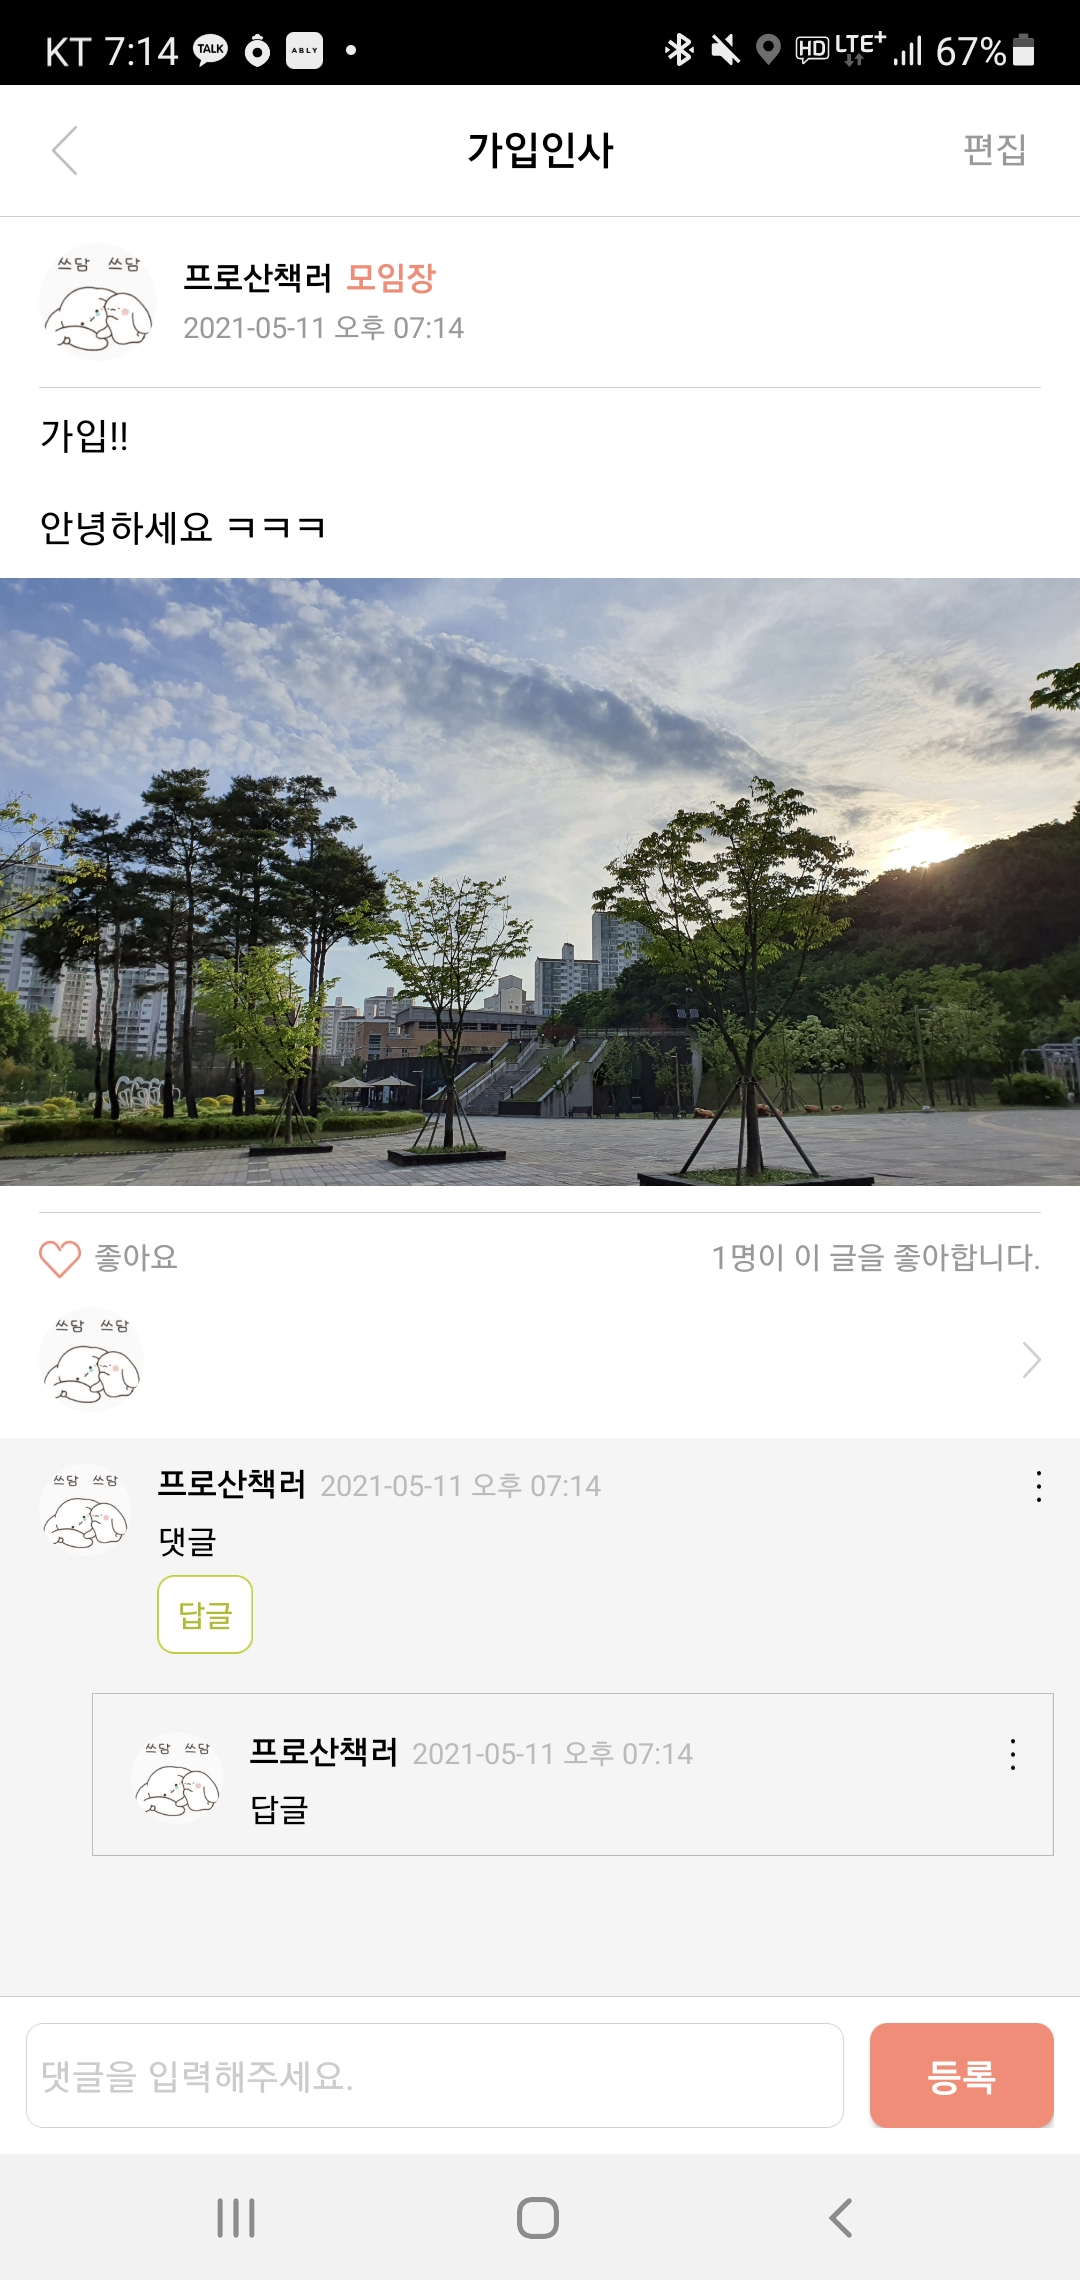 KT 7:14 TALK ABLY HD LTE+ 67%
가입인사 편집
쓰담 쓰담
프로산책러 모임장
2021-05-11 오후 07:14
가입!!
안녕하세요 ㅋㅋㅋ
좋아요 1명이 이 글을 좋아합니다.
쓰담 쓰담
쓰담 쓰담
프로산책러 2021-05-11 오후 07:14
댓글
답글
쓰담 쓰담
프로산책러 2021-05-11 오후 07:14
답글
댓글을 입력해주세요. 등록